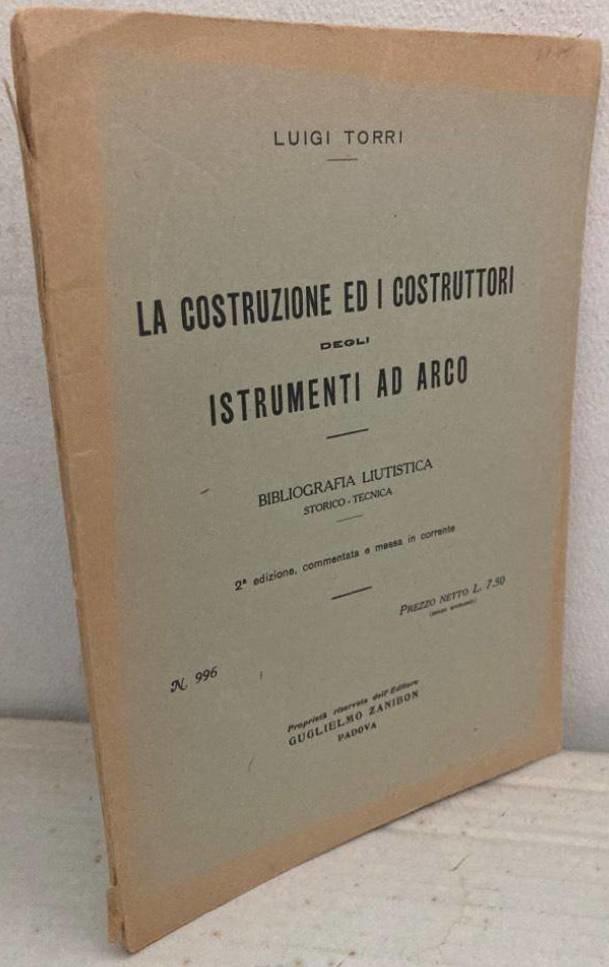 LUIGI TORRI
LA COSTRUZIONE ED I COSTRUTTORI
DEGLI
ISTRUMENTI AD ARCO
BIBLIOGRAFIA LIUTISTICA
STORICO - TECNICA
2ª edizione, commentata e messa in corrente
PREZZO NETTO L. 7.50
N. 996
Proprietà riservata dell'Editore
GUGLIELMO ZANIBON
PADOVA